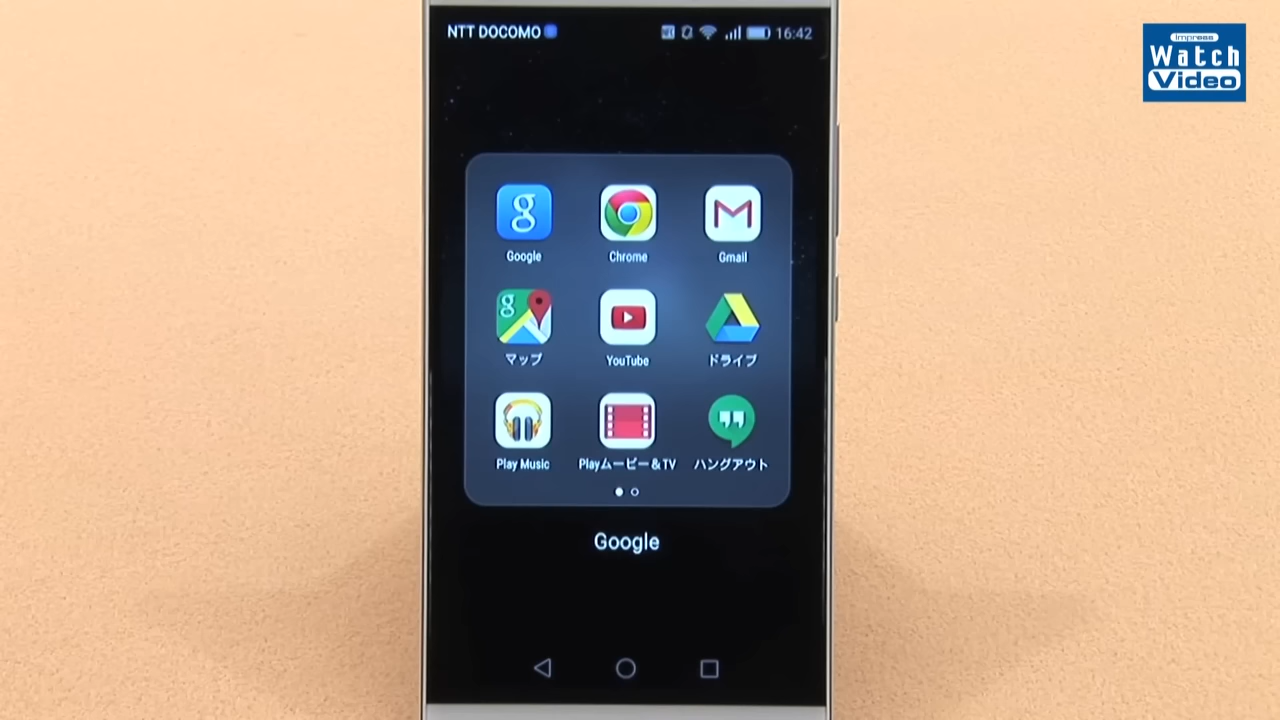 NTT DOCOMO
16:42
Impress
Watch
Video
Google
Chrome
Gmail
マップ
YouTube
ドライブ
Play Music
Playムービー&TV
ハングアウト
Google